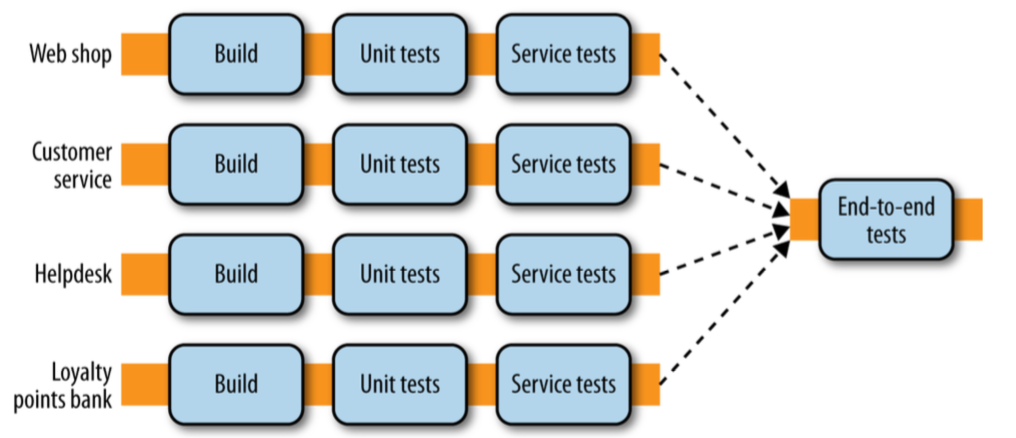 Web shop
Build
Unit tests
Service tests
Customer
service
Build
Unit tests
Service tests
End-to-end
tests
Helpdesk
Build
Unit tests
Service tests
Loyalty
points bank
Build
Unit tests
Service tests